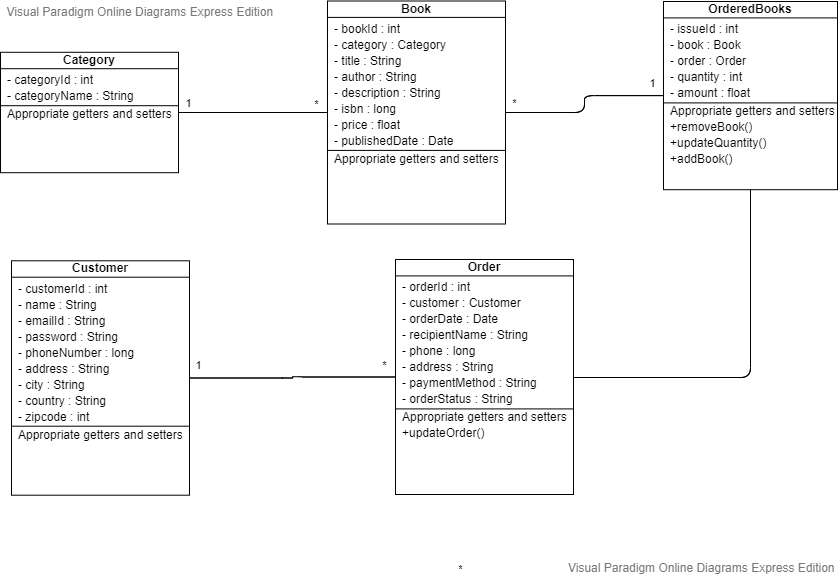 Visual Paradigm Online Diagrams Express Edition
Category
- categoryId : int
- categoryName : String
Appropriate getters and setters
1
*
Book
- bookId : int
- category : Category
- title : String
- author : String
- description : String
- isbn : long
- price : float
- publishedDate : Date
Appropriate getters and setters
*
1
OrderedBooks
- issueId : int
- book : Book
- order : Order
- quantity : int
- amount : float
Appropriate getters and setters
+removeBook()
+updateQuantity()
+addBook()
Customer
- customerId : int
- name : String
- emailId : String
- password : String
- phoneNumber : long
- address : String
- city : String
- country : String
- zipcode : int
Appropriate getters and setters
1
*
Order
- orderId : int
- customer : Customer
- orderDate : Date
- recipientName : String
- phone : long
- address : String
- paymentMethod : String
- orderStatus : String
Appropriate getters and setters
+updateOrder()
*
Visual Paradigm Online Diagrams Express Edition